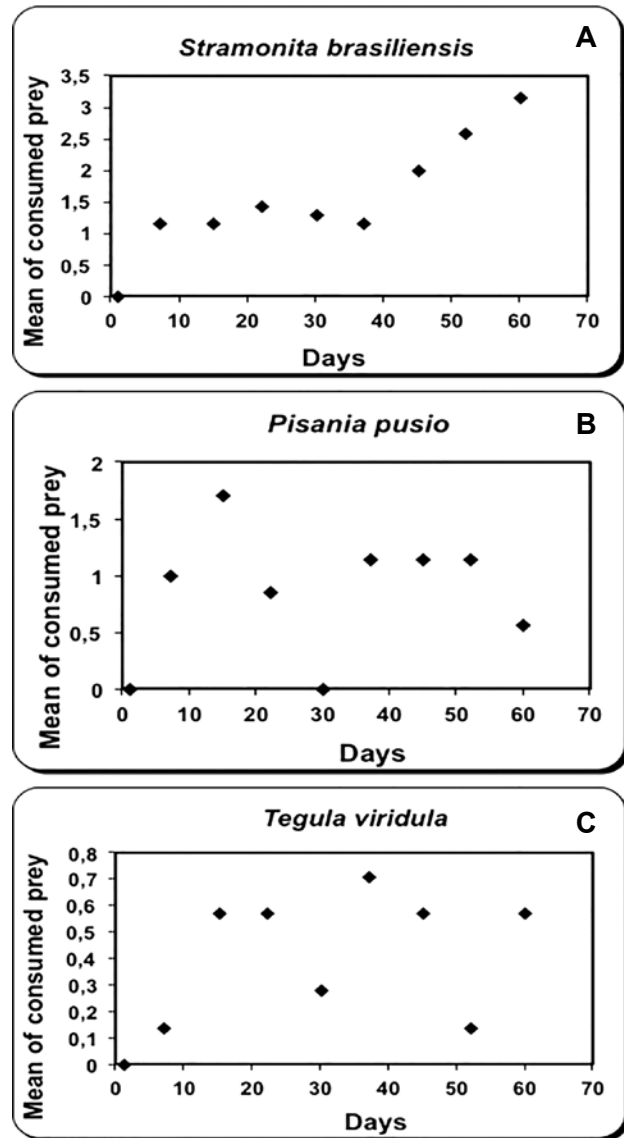 A
Stramonita brasiliensis
Mean of consumed prey
3,5
3
2,5
2
1,5
1
0,5
0
0 10 20 30 40 50 60 70
Days
B
Pisania pusio
Mean of consumed prey
2
1,5
1
0,5
0
0 10 20 30 40 50 60 70
Days
C
Tegula viridula
Mean of consumed prey
0,8
0,7
0,6
0,5
0,4
0,3
0,2
0,1
0
0 10 20 30 40 50 60 70
Days